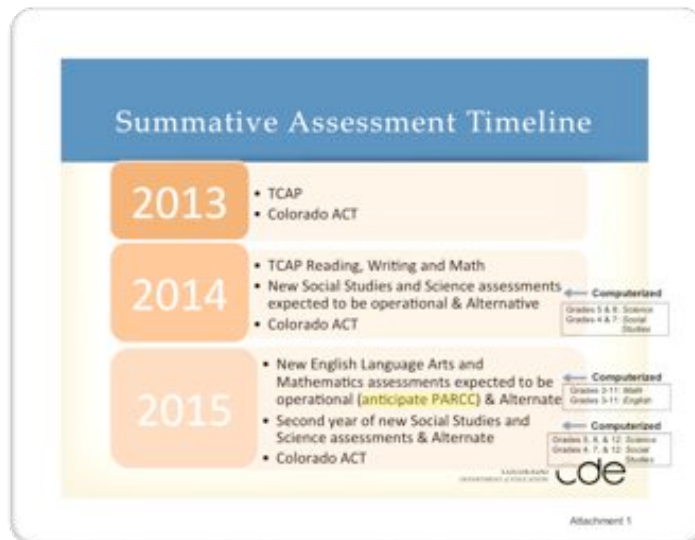 Summative Assessment Timeline
2013
• TCAP
• Colorado ACT
2014
• TCAP Reading, Writing and Math
• New Social Studies and Science assessments
expected to be operational & Alternative
• Colorado ACT
Computerized
Grades 5 & 8: Science
Grades 4 & 7: Social
Studies
2015
• New English Language Arts and
Mathematics assessments expected to be
operational (anticipate PARCC) & Alternate
• Second year of new Social Studies and
Science assessments & Alternate
• Colorado ACT
Computerized
Grades 3-11: Math
Grades 3-11: English
Computerized
Grades 5, 8, & 12: Science
Grades 4, 7, & 12: Social
Studies
COLORADO
DEPARTMENT of EDUCATION
cde
Attachment 1